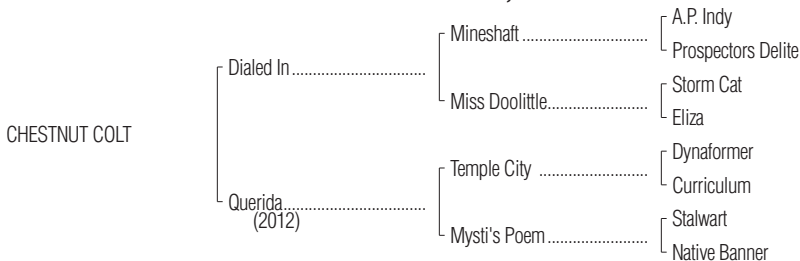 A.P. Indy
Mineshaft ..............................
Prospectors Delite
Dialed In................................
Storm Cat
Miss Doolittle........................
Eliza
CHESTNUT COLT
Dynaformer
Temple City ..........................
Curriculum
Querida..................................
(2012)
Stalwart
Mysti's Poem........................
Native Banner